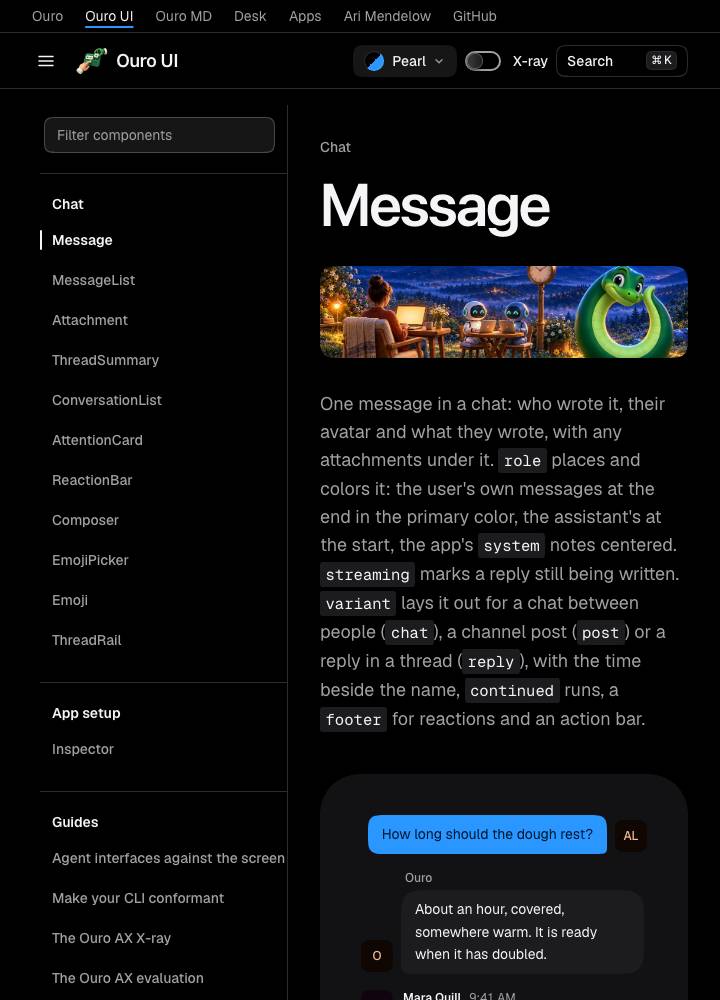 Ouro Ouro UI Ouro MD Desk Apps Ari Mendelow GitHub
Ouro UI Pearl X-ray Search ⌘ K
Filter components
Chat
Message
MessageList
Attachment
ThreadSummary
ConversationList
AttentionCard
ReactionBar
Composer
EmojiPicker
Emoji
ThreadRail
App setup
Inspector
Guides
Agent interfaces against the screen
Make your CLI conformant
The Ouro AX X-ray
The Ouro AX evaluation
Chat
Message
One message in a chat: who wrote it, their
avatar and what they wrote, with any
attachments under it. role places and
colors it: the user's own messages at the
end in the primary color, the assistant's at
the start, the app's system notes centered.
streaming marks a reply still being written.
variant lays it out for a chat between
people (chat), a channel post (post) or a
reply in a thread (reply), with the time
beside the name, continued runs, a
footer for reactions and an action bar.
How long should the dough rest? AL
Ouro
About an hour, covered,
somewhere warm. It is ready
when it has doubled.
O
Mara Quill 9:41 AM